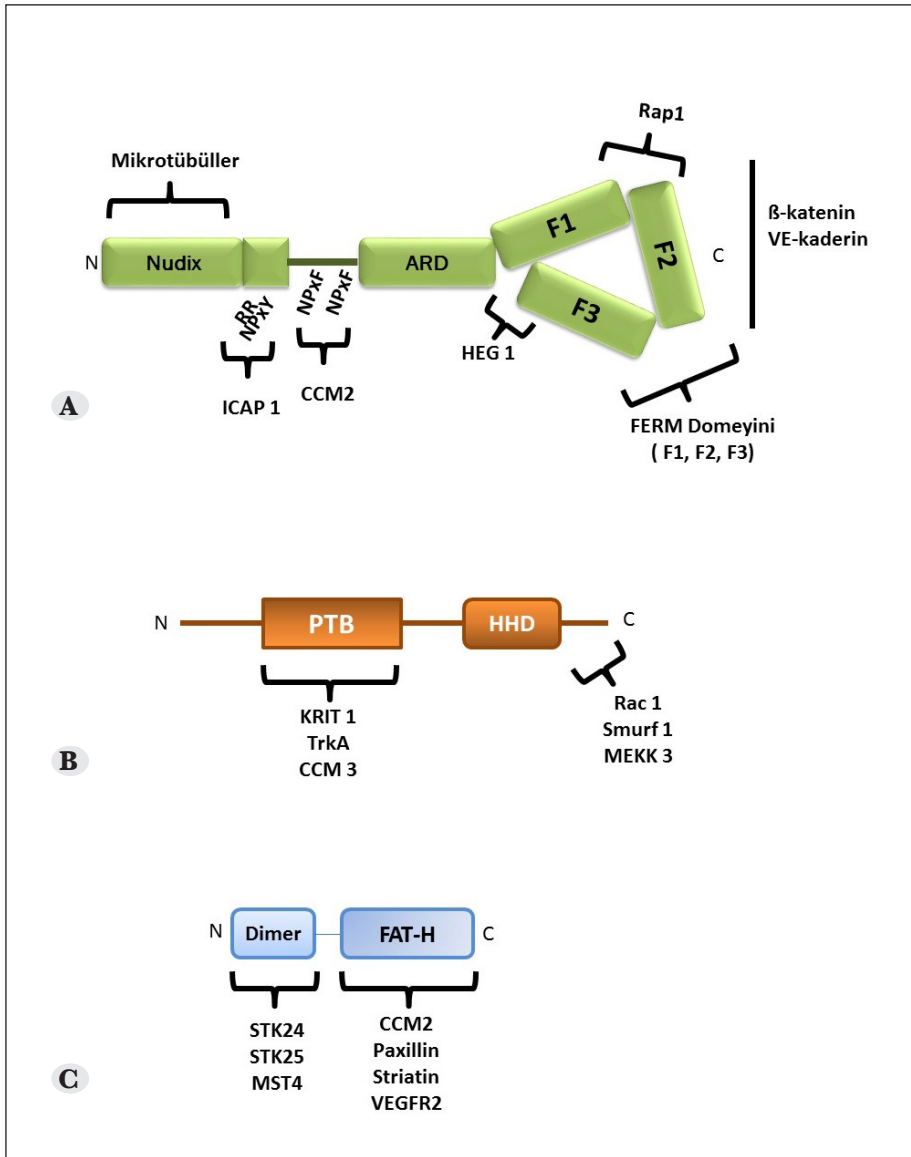 Rap1
Mikrotübüller
ß-katenin
VE-kaderin
N
Nudix
ARD
F1
F2
F3
C
RR
NPxY
NPxF
NPxF
HEG 1
ICAP 1
CCM2
A
FERM Domeyini
( F1, F2, F3)
N
PTB
HHD
C
KRIT 1
TrkA
CCM 3
Rac 1
Smurf 1
MEKK 3
B
N
Dimer
FAT-H
C
STK24
STK25
MST4
CCM2
Paxillin
Striatin
VEGFR2
C